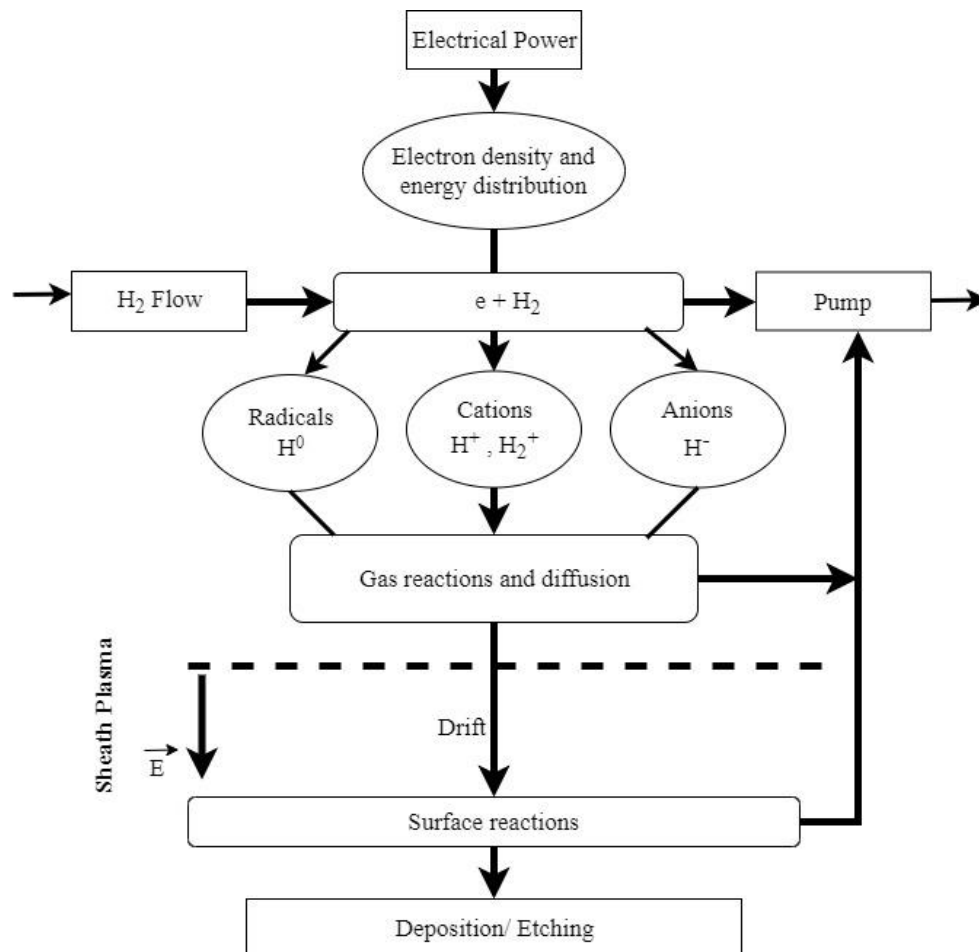 Electrical Power
Electron density and
energy distribution
H₂ Flow
e + H₂
Pump
Radicals
H⁰
Cations
H⁺ , H₂⁺
Anions
H⁻
Gas reactions and diffusion
Sheath Plasma
Drift
E
Surface reactions
Deposition/ Etching